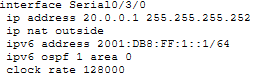 interface Serial0/3/0
ip address 20.0.0.1 255.255.255.252
ip nat outside
ipv6 address 2001:DB8:FF:1::1/64
ipv6 ospf 1 area 0
clock rate 128000